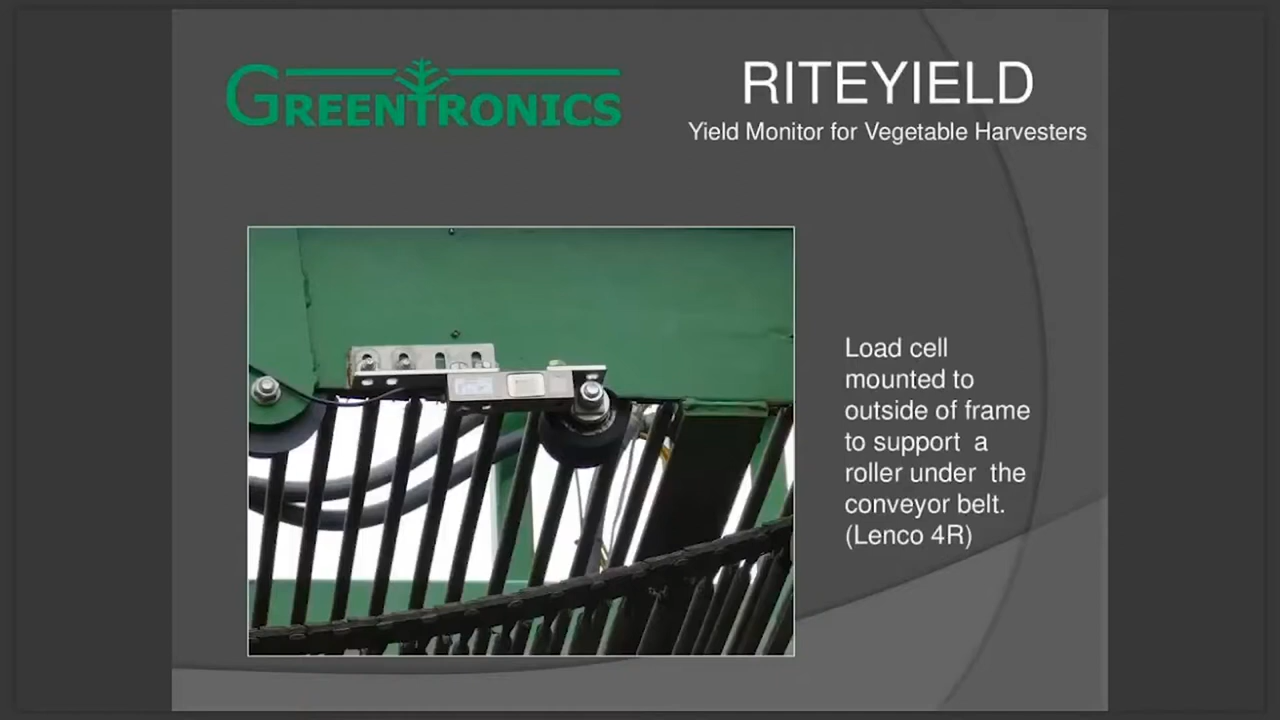 GREENTRONICS
RITEYIELD
Yield Monitor for Vegetable Harvesters
Load cell
mounted to
outside of frame
to support a
roller under the
conveyor belt.
(Lenco 4R)